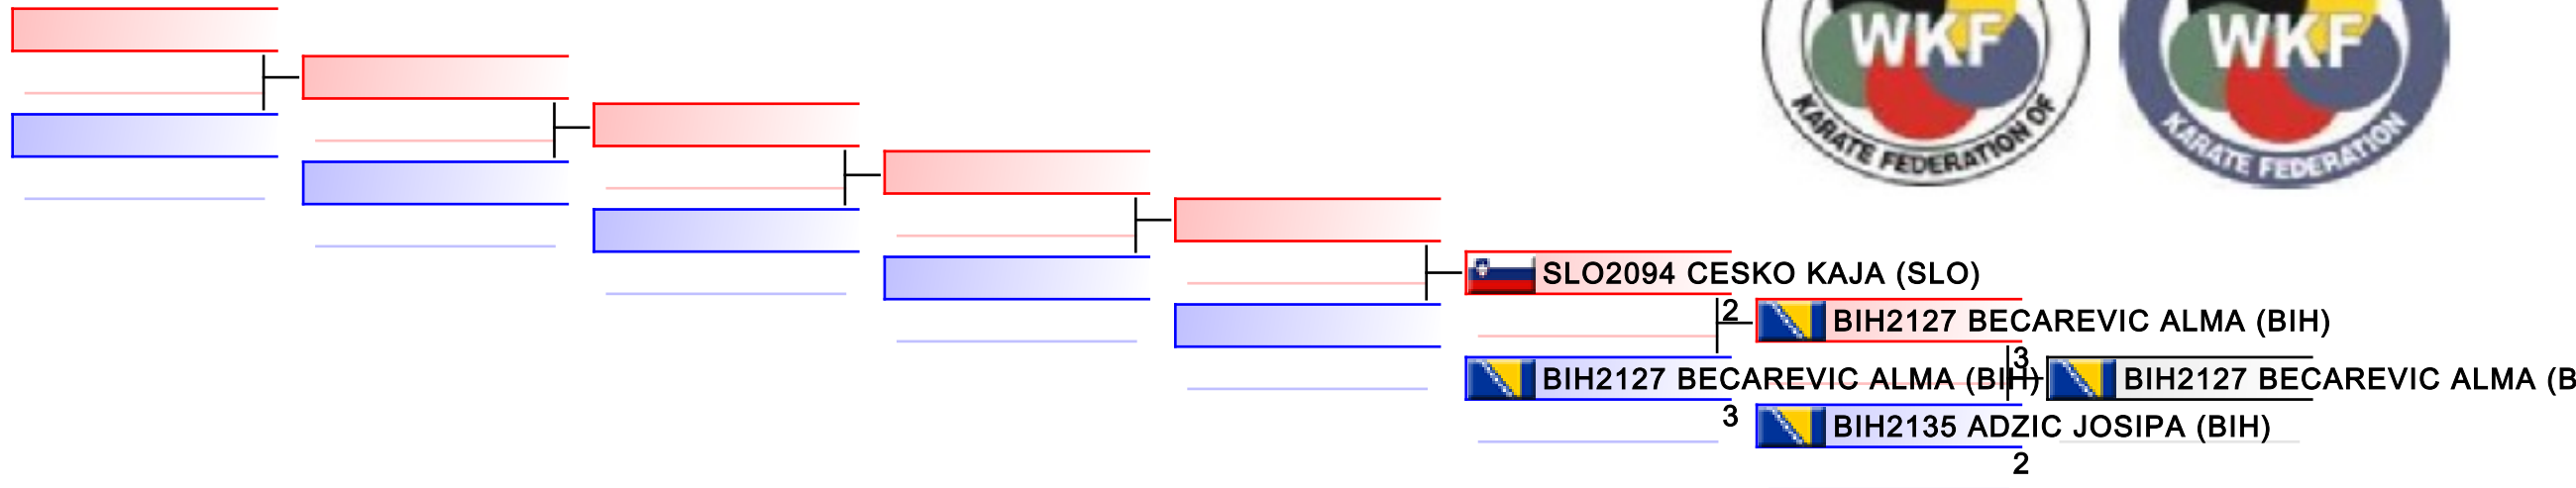 WKF
KARATE FEDERATION OF
WKF
KARATE FEDERATION
SLO2094 CESKO KAJA (SLO)
2
BIH2127 BECAREVIC ALMA (BIH)
3
BIH2127 BECAREVIC ALMA (BIH)
3
BIH2127 BECAREVIC ALMA (B
BIH2135 ADZIC JOSIPA (BIH)
2